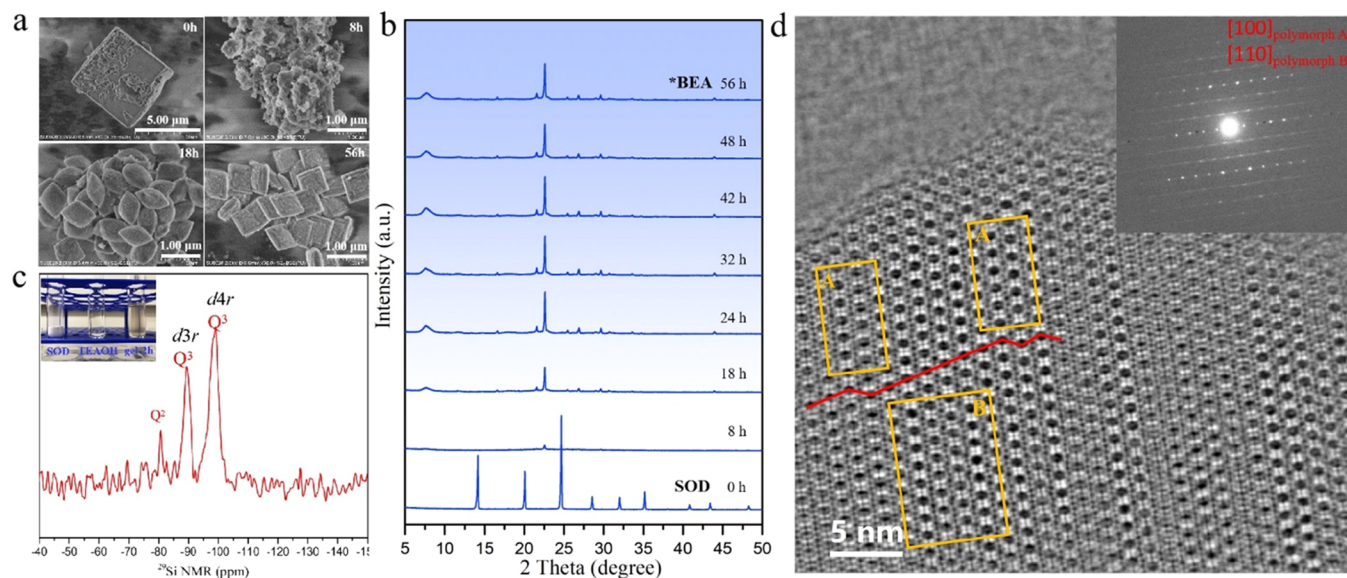 a
0h
8h
5.00 μm
1.00 μm
18h
56h
1.00 μm
1.00 μm
b
*BEA
56 h
48 h
42 h
32 h
24 h
18 h
8 h
SOD
0 h
Intensity (a.u.)
5 10 15 20 25 30 35 40 45 50
2 Theta (degree)
c
SOD TEAOH gel-2h
d3r
Q³
d4r
Q³
Q²
-40 -50 -60 -70 -80 -90 -100 -110 -120 -130 -140 -150
²⁹Si NMR (ppm)
d
[100]polymorph A
[110]polymorph B
A
A
B
5 nm